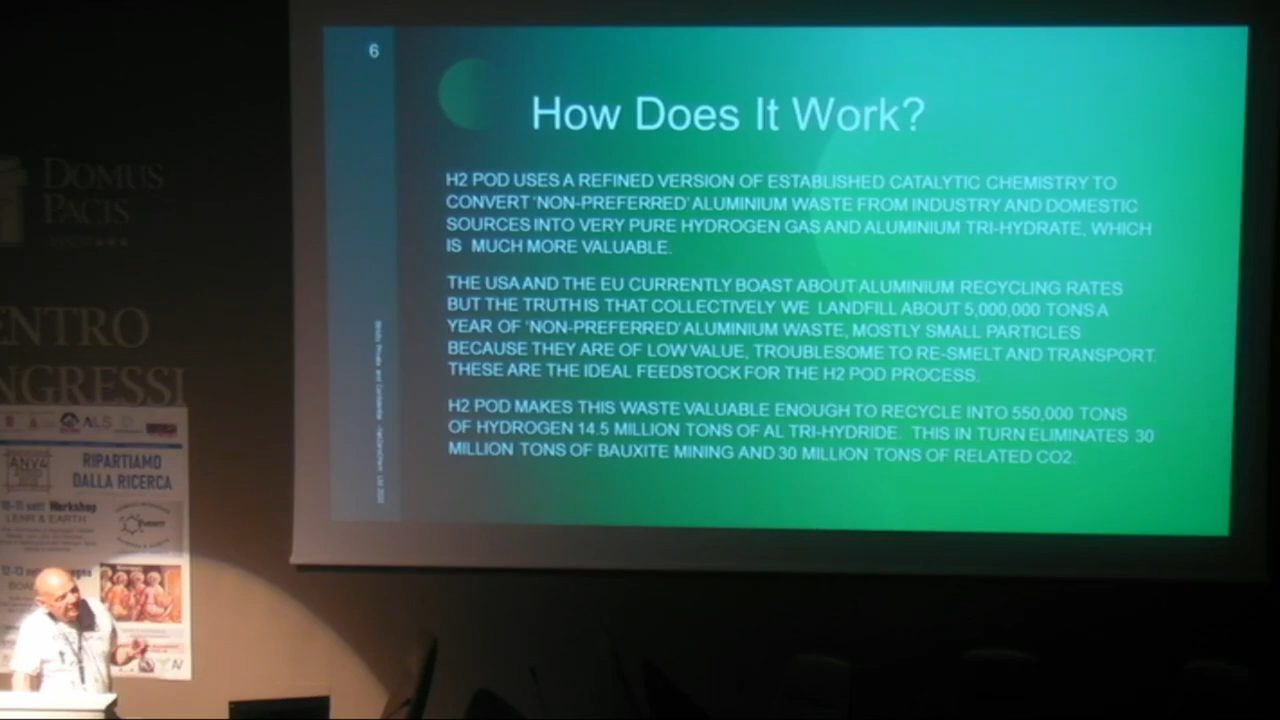 6
How Does It Work?
H2 POD USES A REFINED VERSION OF ESTABLISHED CATALYTIC CHEMISTRY TO
CONVERT 'NON-PREFERRED' ALUMINIUM WASTE FROM INDUSTRY AND DOMESTIC
SOURCES INTO VERY PURE HYDROGEN GAS AND ALUMINIUM TRI-HYDRATE, WHICH
IS MUCH MORE VALUABLE.
THE USA AND THE EU CURRENTLY BOAST ABOUT ALUMINIUM RECYCLING RATES
BUT THE TRUTH IS THAT COLLECTIVELY WE LANDFILL ABOUT 5,000,000 TONS A
YEAR OF 'NON-PREFERRED' ALUMINIUM WASTE, MOSTLY SMALL PARTICLES
BECAUSE THEY ARE OF LOW VALUE, TROUBLESOME TO RE-SMELT AND TRANSPORT.
THESE ARE THE IDEAL FEEDSTOCK FOR THE H2 POD PROCESS.
H2 POD MAKES THIS WASTE VALUABLE ENOUGH TO RECYCLE INTO 550,000 TONS
OF HYDROGEN 14.5 MILLION TONS OF AL TRI-HYDRIDE. THIS IN TURN ELIMINATES 30
MILLION TONS OF BAUXITE MINING AND 30 MILLION TONS OF RELATED CO2.
DOMUS
PACIS
ENTRO
NGRESSI
ALS
RIPARTIAMO
DALLA RICERCA
Workshop
LENR & EARTH